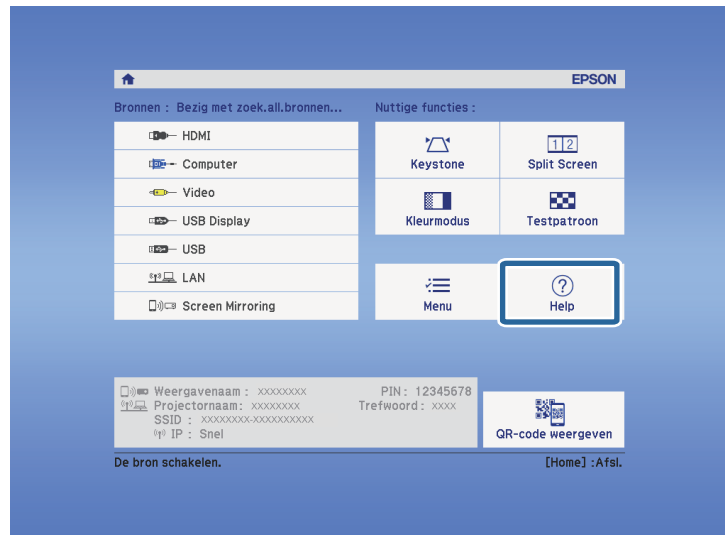 EPSON
Bronnen : Bezig met zoek.all.bronnen...
HDMI
Computer
Video
USB Display
USB
LAN
Screen Mirroring
Nuttige functies :
Keystone
1 2
Split Screen
Kleurmodus
Testpatroon
Menu
?
Help
Weergavenaam : xxxxxxxx
PIN : 12345678
Projectornaam : xxxxxxxx
Trefwoord : xxxx
SSID : xxxxxxxx-xxxxxxxxxx
IP : Snel
QR-code weergeven
De bron schakelen.
[Home] :Afsl.